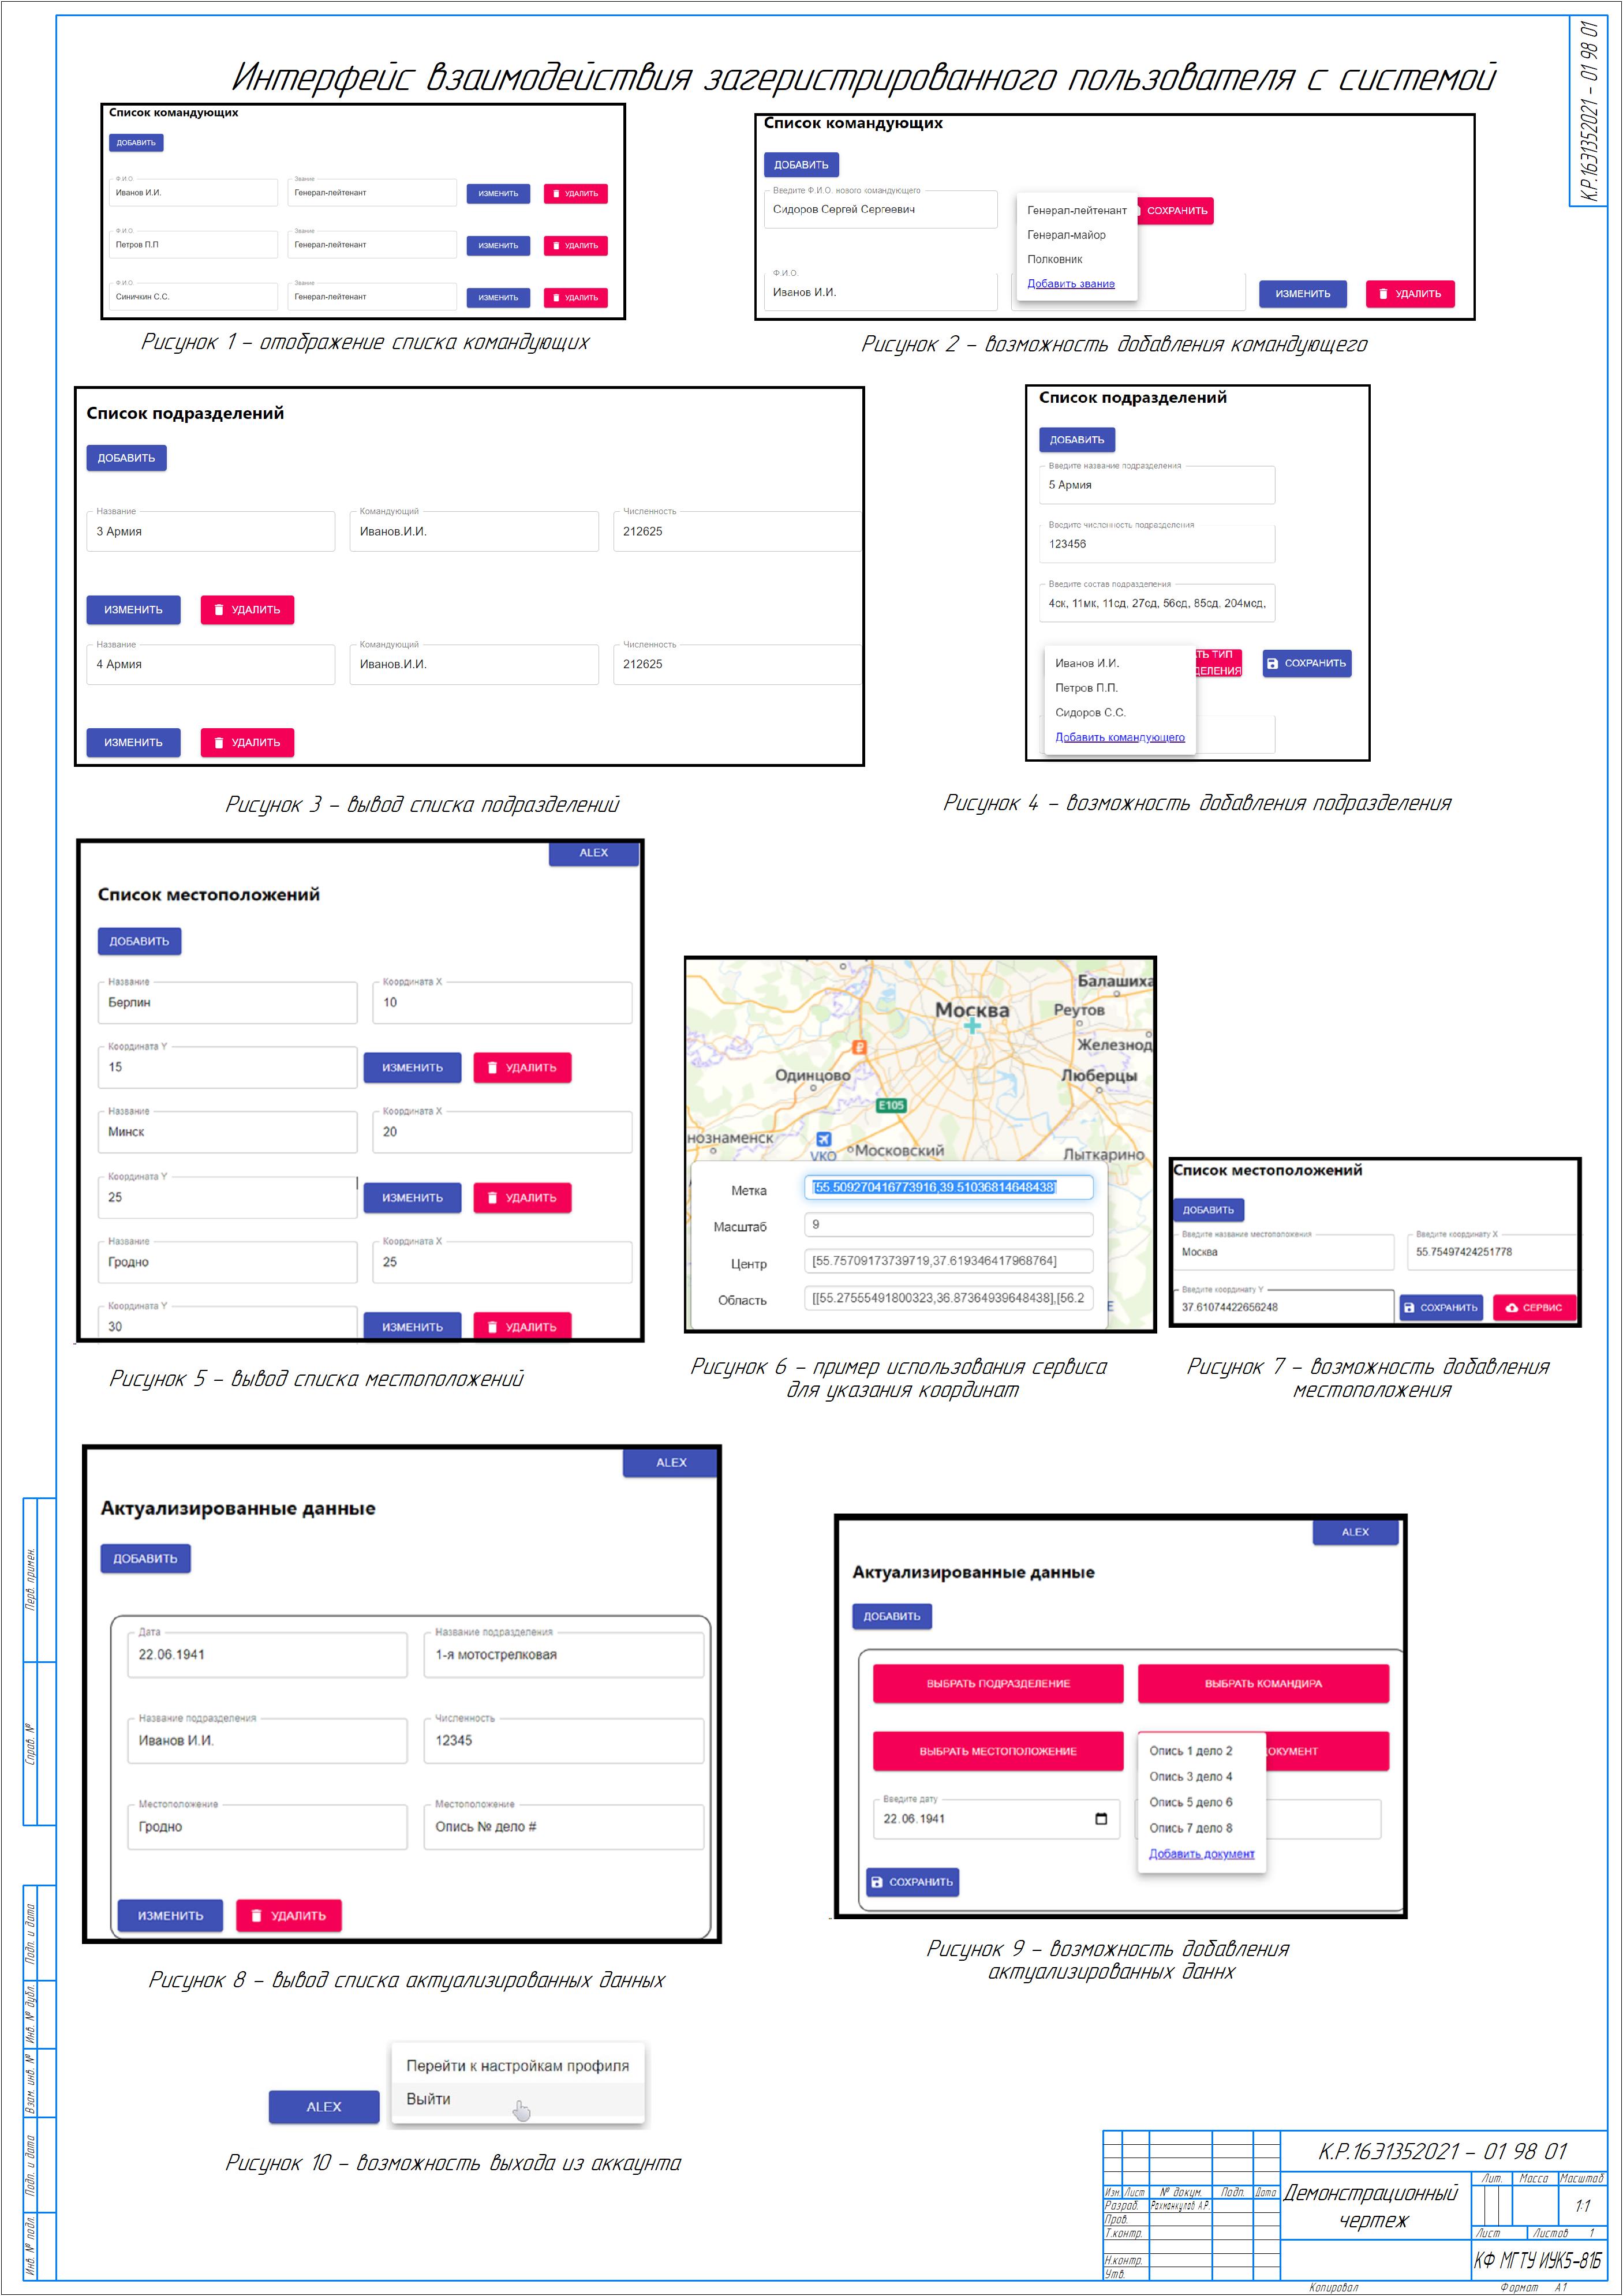 Интерфейс взаимодействия загеристрированного пользователя с системой
К.Р.16Э1352021 - 01 98 01
Список командующих
ДОБАВИТЬ
Ф.И.О.
Звание
Иванов И.И.
Генерал-лейтенант
ИЗМЕНИТЬ
УДАЛИТЬ
Ф.И.О.
Звание
Петров П.П
Генерал-лейтенант
ИЗМЕНИТЬ
УДАЛИТЬ
Ф.И.О.
Звание
Синичкин С.С.
Генерал-лейтенант
ИЗМЕНИТЬ
УДАЛИТЬ
Рисунок 1 - отображение списка командующих
Список командующих
ДОБАВИТЬ
Введите Ф.И.О. нового командующего
Сидоров Сергей Сергеевич
Генерал-лейтенант
СОХРАНИТЬ
Генерал-майор
Полковник
Добавить звание
Ф.И.О.
Иванов И.И.
ИЗМЕНИТЬ
УДАЛИТЬ
Рисунок 2 - возможность добавления командующего
Список подразделений
ДОБАВИТЬ
Название
Командующий
Численность
3 Армия
Иванов.И.И.
212625
ИЗМЕНИТЬ
УДАЛИТЬ
Название
Командующий
Численность
4 Армия
Иванов.И.И.
212625
ИЗМЕНИТЬ
УДАЛИТЬ
Рисунок 3 - вывод списка подразделений
Список подразделений
ДОБАВИТЬ
Введите название подразделения
5 Армия
Введите численность подразделения
123456
Введите состав подразделения
4ск, 11мк, 11сд, 27сд, 56сд, 85сд, 204мсд,
Иванов И.И.
Петров П.П.
Сидоров С.С.
Добавить командующего
ТЬ ТИП
ДЕЛЕНИЯ
СОХРАНИТЬ
Рисунок 4 - возможность добавления подразделения
ALEX
Список местоположений
ДОБАВИТЬ
Название
Координата X
Берлин
10
Координата Y
15
ИЗМЕНИТЬ
УДАЛИТЬ
Название
Координата X
Минск
20
Координата Y
25
ИЗМЕНИТЬ
УДАЛИТЬ
Название
Координата X
Гродно
25
Координата Y
30
ИЗМЕНИТЬ
УДАЛИТЬ
Рисунок 5 - вывод списка местоположений
Балашиха
Москва
Реутов
Железнод
Одинцово
Люберцы
E105
нознаменск
VKO
Московский
Лыткарино
Метка
[55.509270416773916,39.51036814648438]
Масштаб
9
Центр
[55.75709173739719,37.619346417968764]
Область
[[55.27555491800323,36.87364939648438],[56.2
E
Рисунок 6 - пример использования сервиса
для указания координат
Список местоположений
ДОБАВИТЬ
Введите название местоположения
Введите координату X
Москва
55.75497424251778
Введите координату Y
37.61074422656248
СОХРАНИТЬ
СЕРВИС
Рисунок 7 - возможность добавления
местоположения
ALEX
Актуализированные данные
ДОБАВИТЬ
Дата
Название подразделения
22.06.1941
1-я мотострелковая
Название подразделения
Численность
Иванов И.И.
12345
Местоположение
Местоположение
Гродно
Опись № дело #
ИЗМЕНИТЬ
УДАЛИТЬ
Рисунок 8 - вывод списка актуализированных данных
ALEX
Актуализированные данные
ДОБАВИТЬ
ВЫБРАТЬ ПОДРАЗДЕЛЕНИЕ
ВЫБРАТЬ КОМАНДИРА
ВЫБРАТЬ МЕСТОПОЛОЖЕНИЕ
ОКУМЕНТ
Опись 1 дело 2
Опись 3 дело 4
Опись 5 дело 6
Опись 7 дело 8
Добавить документ
Введите дату
22.06.1941
СОХРАНИТЬ
Рисунок 9 - возможность добавления
актуализированных даннх
ALEX
Перейти к настройкам профиля
Выйти
Рисунок 10 - возможность выхода из аккаунта
Перв. примен.
Справ. №
Подп. и дата
Инв. № дубл.
Взам. инв. №
Подп. и дата
Инв. № подл.
К.Р.16Э1352021 - 01 98 01
Изм. Лист № докум. Подп. Дата
Разраб. Рахманкулов А.Р.
Пров.
Т.контр.
Н.контр.
Утв.
Демонстрационный
чертеж
Лит. Масса Масштаб
1:1
Лист Листов 1
КФ МГТУ ИУК5-81Б
Копировал
Формат А1